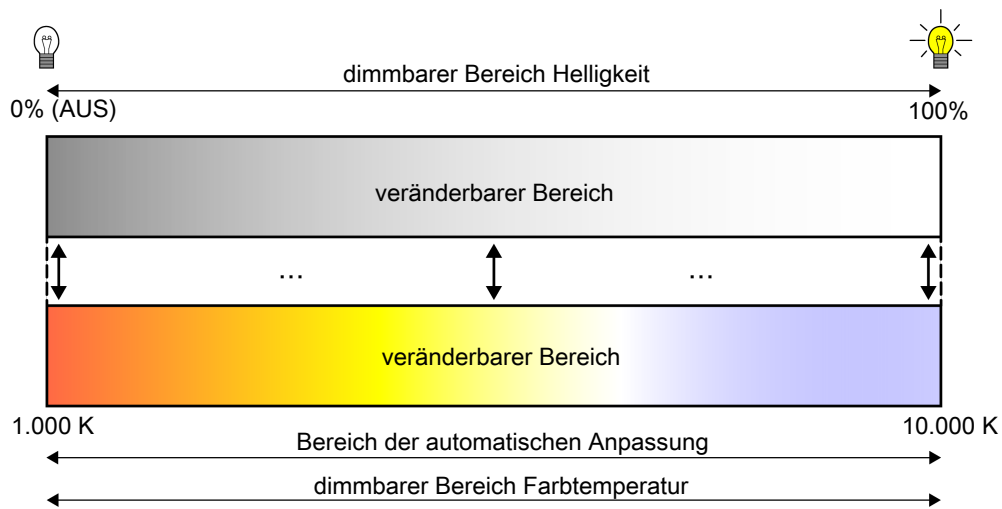 dimmbarer Bereich Helligkeit
0% (AUS)
100%
veränderbarer Bereich
... ...
veränderbarer Bereich
1.000 K
10.000 K
Bereich der automatischen Anpassung
dimmbarer Bereich Farbtemperatur